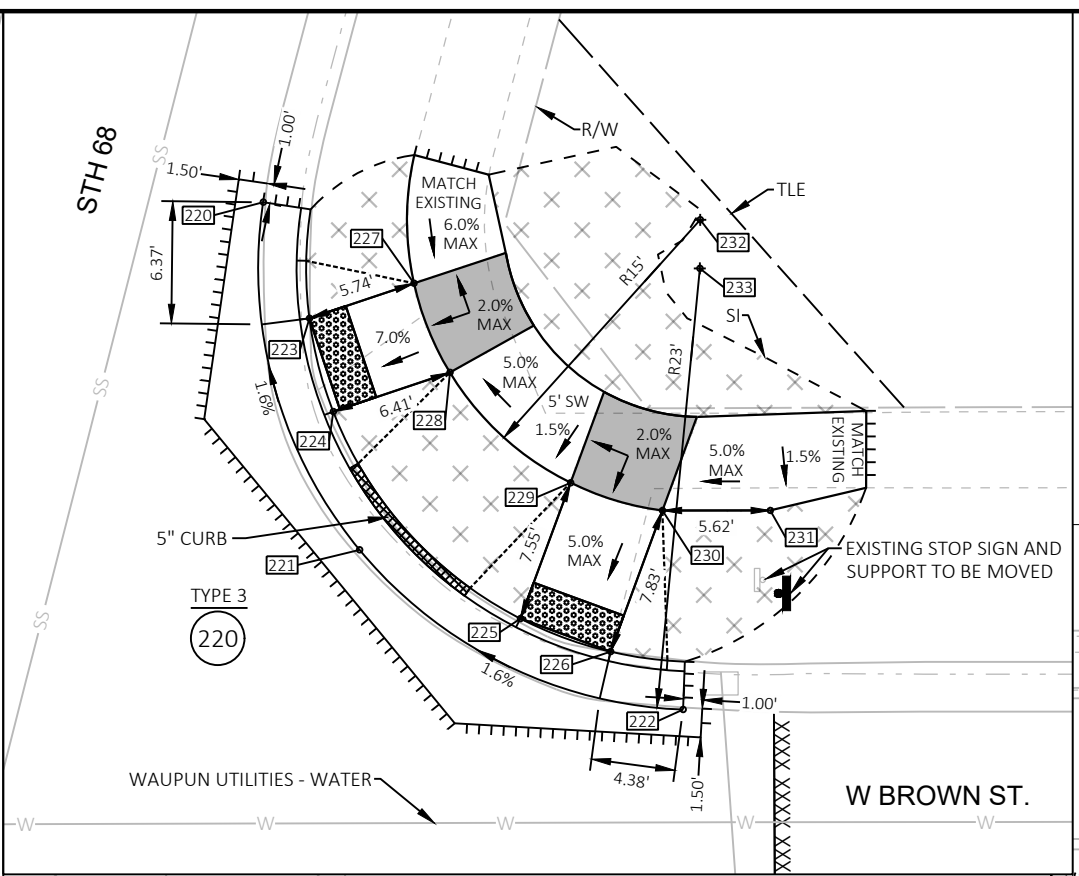 STH 68
SS
SS
SS
1.50'
1.00'
220
6.37'
R/W
TLE
MATCH
EXISTING
6.0%
MAX
227
232
233
5.74'
R15'
SI
2.0%
MAX
7.0%
223
R23'
5.0%
MAX
1.6%
224
6.41'
228
5' SW
1.5%
2.0%
MAX
5.0%
MAX
1.5%
MATCH
EXISTING
229
230
5.62'
231
5" CURB
221
7.55'
5.0%
MAX
7.83'
EXISTING STOP SIGN AND
SUPPORT TO BE MOVED
TYPE 3
220
225
226
1.6%
222
1.00'
4.38'
1.50'
WAUPUN UTILITIES - WATER
W BROWN ST.
W
W
W
W
W